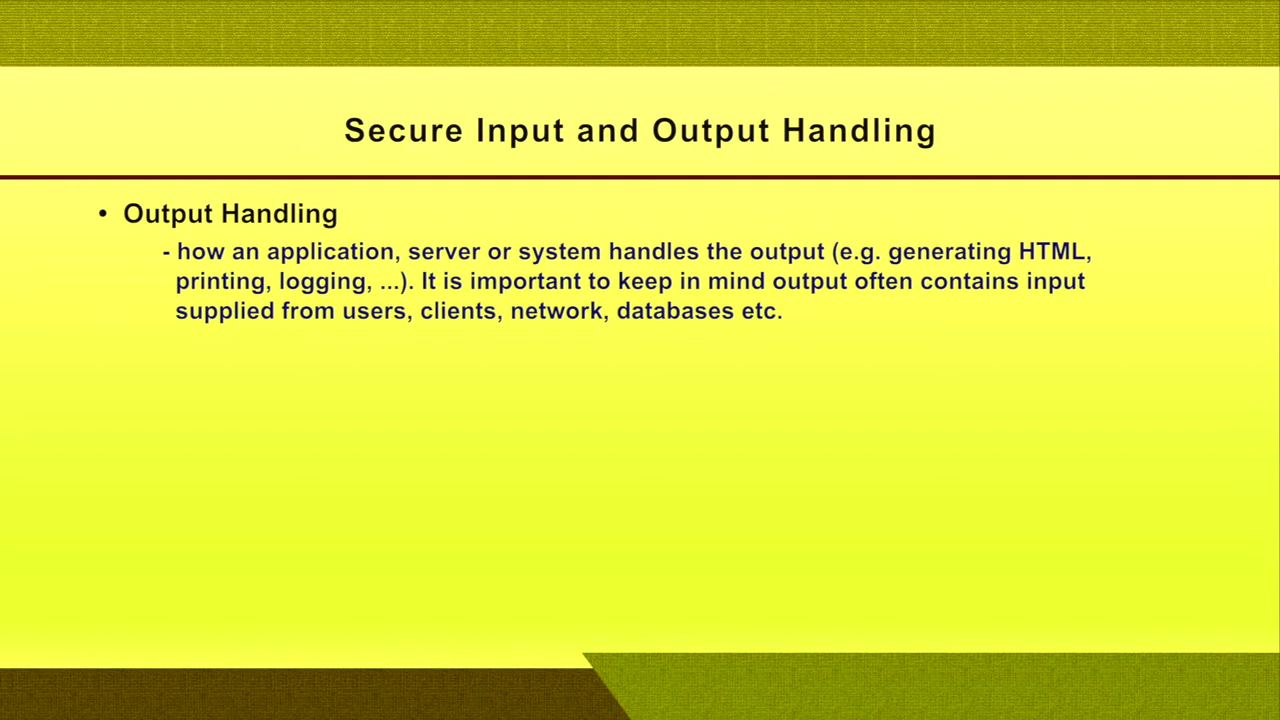 Secure Input and Output Handling
• Output Handling
- how an application, server or system handles the output (e.g. generating HTML,
printing, logging, ...). It is important to keep in mind output often contains input
supplied from users, clients, network, databases etc.